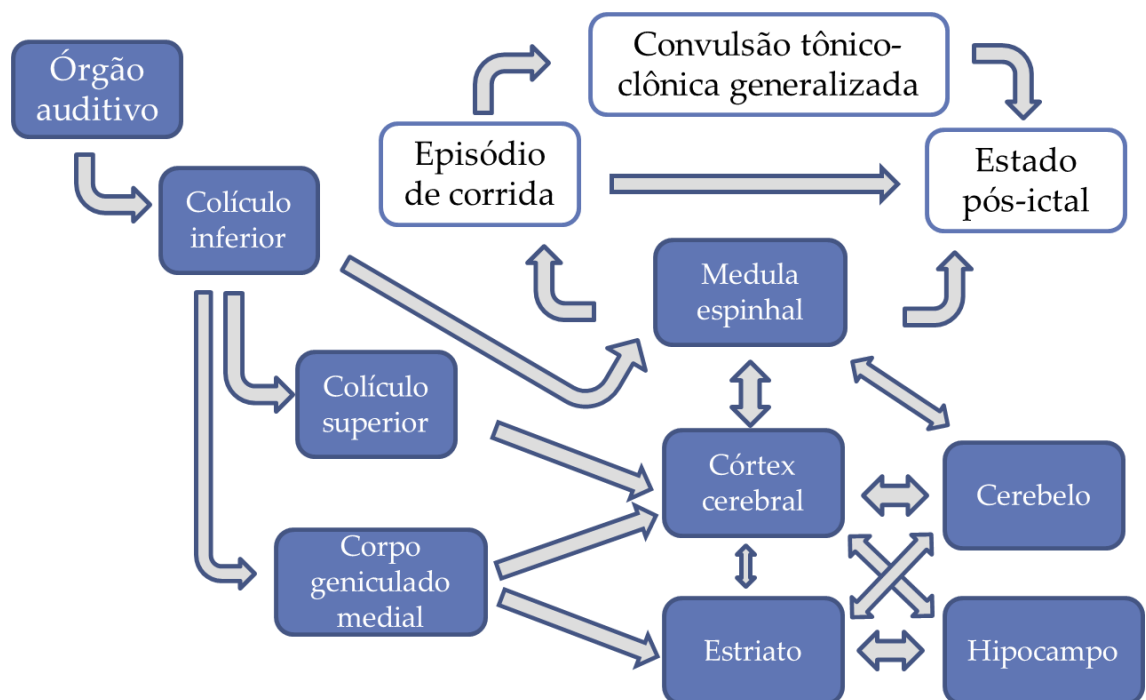 Órgão
auditivo
Convulsão tônico-
clônica generalizada
Episódio
de corrida
Estado
pós-ictal
Colículo
inferior
Medula
espinhal
Colículo
superior
Córtex
cerebral
Cerebelo
Corpo
geniculado
medial
Estriato
Hipocampo